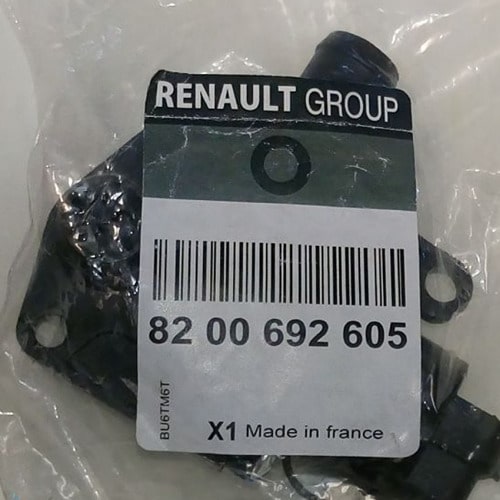 RENAULT GROUP
82 00 692 605
BU6TM6T
X1 Made in france